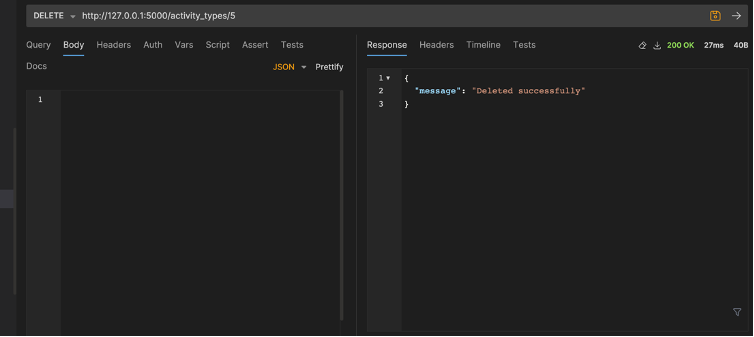 DELETE http://127.0.0.1:5000/activity_types/5
Query Body Headers Auth Vars Script Assert Tests
Docs
JSON Prettify
1
Response Headers Timeline Tests 200 OK 27ms 40B
1 {
2 "message": "Deleted successfully"
3 }